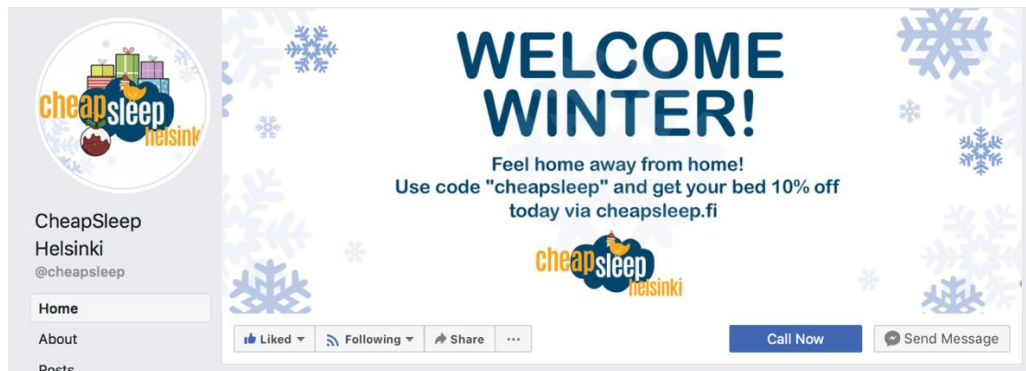 cheapsleep
helsinki
CheapSleep
Helsinki
@cheapsleep
Home
About
Posts
WELCOME
WINTER!
Feel home away from home!
Use code "cheapsleep" and get your bed 10% off
today via cheapsleep.fi
cheapsleep
helsinki
Liked
Following
Share
Call Now
Send Message